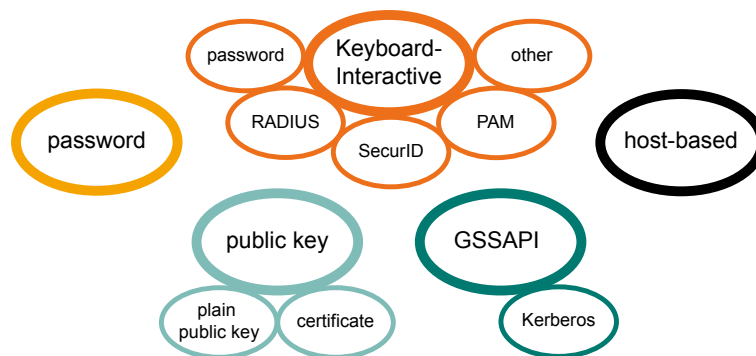 password
Keyboard-
Interactive
other
RADIUS
PAM
SecurID
password
host-based
public key
GSSAPI
plain
public key
certificate
Kerberos